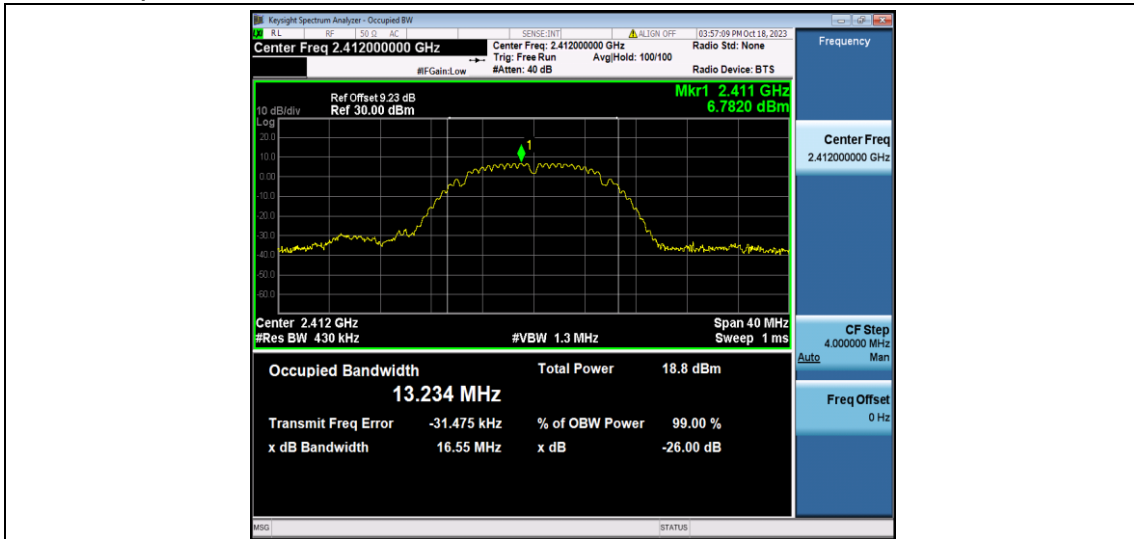 Keysight Spectrum Analyzer - Occupied BW
RL RF 50 Ω AC SENSE:INT ALIGN OFF 03:57:09 PM Oct 18, 2023
Center Freq 2.412000000 GHz Center Freq: 2.412000000 GHz Radio Std: None
Trig: Free Run Avg|Hold: 100/100
#IFGain:Low #Atten: 40 dB Radio Device: BTS
Mkr1 2.411 GHz
6.7820 dBm
Ref Offset 9.23 dB
10 dB/div Ref 30.00 dBm
Log
20.0
10.0
0.00
-10.0
-20.0
-30.0
-40.0
-50.0
-60.0
1
Center 2.412 GHz Span 40 MHz
#Res BW 430 kHz #VBW 1.3 MHz Sweep 1 ms
Occupied Bandwidth Total Power 18.8 dBm
13.234 MHz
Transmit Freq Error -31.475 kHz % of OBW Power 99.00 %
x dB Bandwidth 16.55 MHz x dB -26.00 dB
MSG STATUS
Frequency
Center Freq
2.412000000 GHz
CF Step
4.000000 MHz
Auto Man
Freq Offset
0 Hz